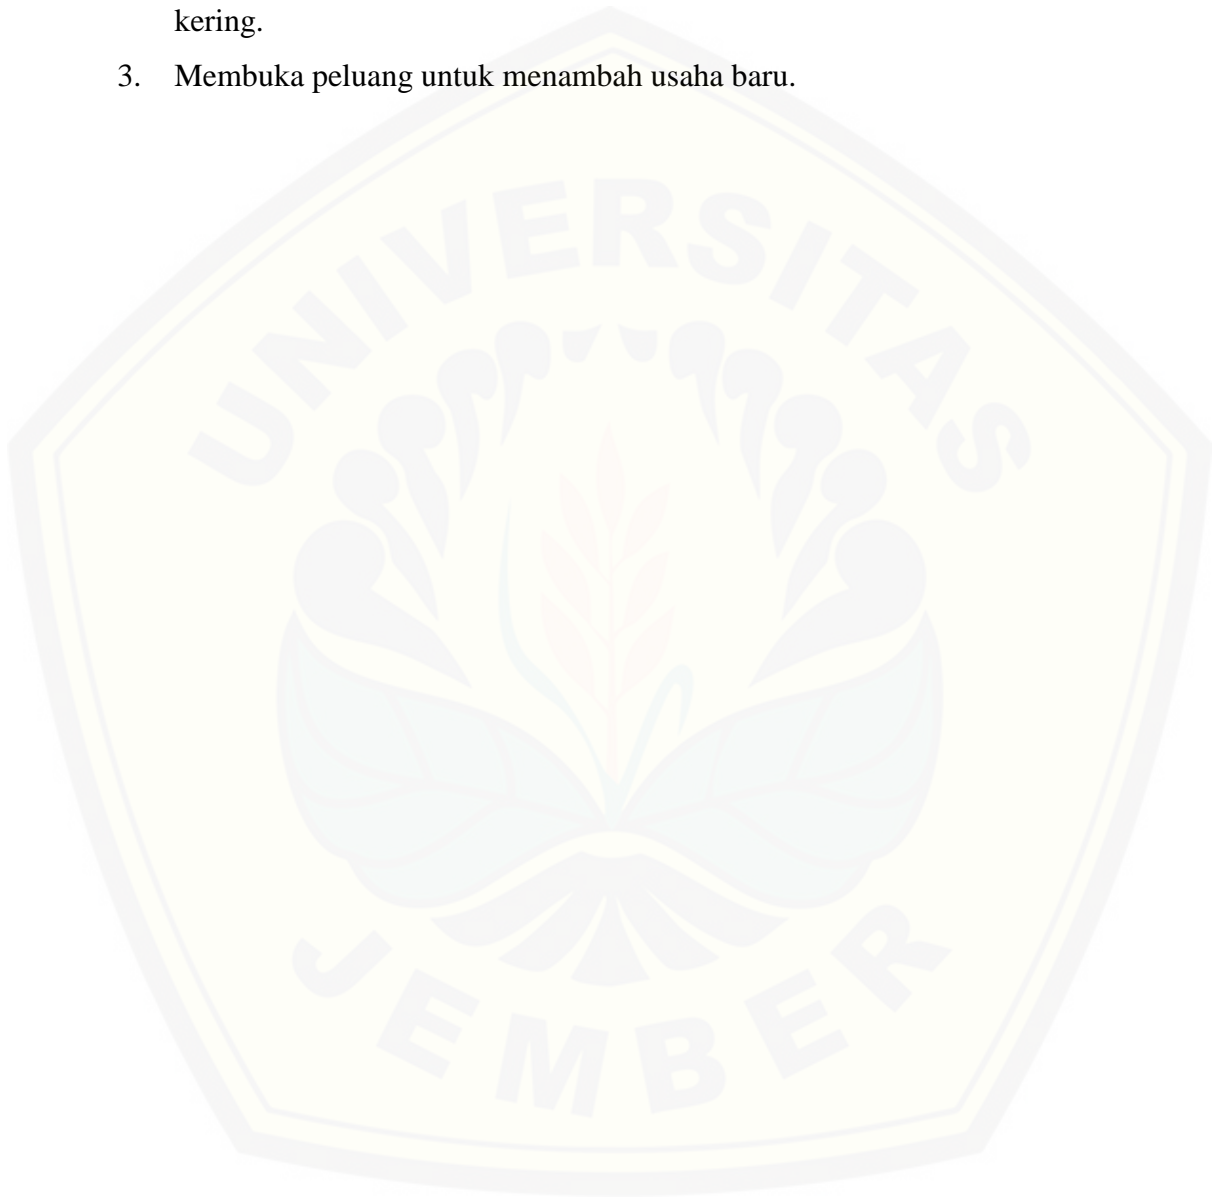 kering.
3. Membuka peluang untuk menambah usaha baru.
UNIVERSITAS
JEMBER